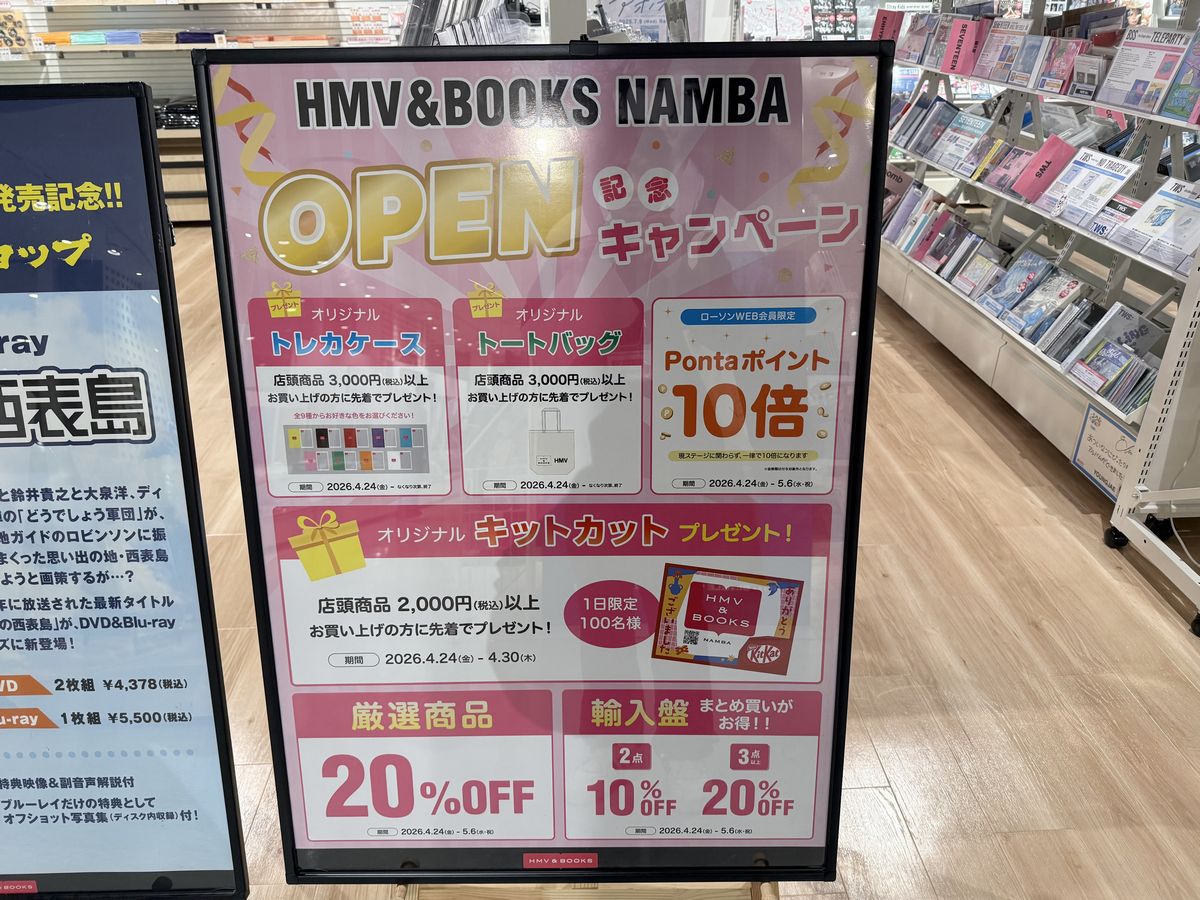 HMV&BOOKS NAMBA
OPEN
記念
キャンペーン
プレゼント
オリジナル
トレカケース
店頭商品 3,000円(税込)以上
お買い上げの方に先着でプレゼント!
全9種からお好きな色をお選びください!
期間 2026.4.24(金) - なくなり次第、終了
プレゼント
オリジナル
トートバッグ
店頭商品 3,000円(税込)以上
お買い上げの方に先着でプレゼント!
HMV
期間 2026.4.24(金) - なくなり次第、終了
ローソンWEB会員限定
Pontaポイント
10倍
現ステージに関わらず、一律で10倍になります
期間 2026.4.24(金) - 5.6(水・祝)
オリジナル キットカット プレゼント!
店頭商品 2,000円(税込)以上
お買い上げの方に先着でプレゼント!
1日限定
100名様
期間 2026.4.24(金) - 4.30(木)
HMV
&
BOOKS
NAMBA
ありがとう
ございました
KitKat
厳選商品
20%OFF
期間 2026.4.24(金) - 5.6(水・祝)
輸入盤 まとめ買いが
お得!!
2点
10%OFF
3点以上
20%OFF
期間 2026.4.24(金) - 5.6(水・祝)
HMV & BOOKS
発売記念!!
ョップ
ray
西表島
と鈴井貴之と大泉洋、ディ
の「どうでしょう軍団」が、
地ガイドのロビンソンに振
まくった思い出の地・西表島
ようと画策するが…?
年に放送された最新タイトル
の西表島」が、DVD&Blu-ray
ズに新登場!
VD 2枚組 ¥4,378(税込)
u-ray 1枚組 ¥5,500(税込)
特典映像&副音声解説付
ブルーレイだけの特典として
オフショット写真集(ディスク内収録)付!
BOOKS
SEVENTEEN
TELEPARTY
SEVENTEEN
TWS
TWS
NO TRAGEDY
TWS
TWS
YOUNGJAE